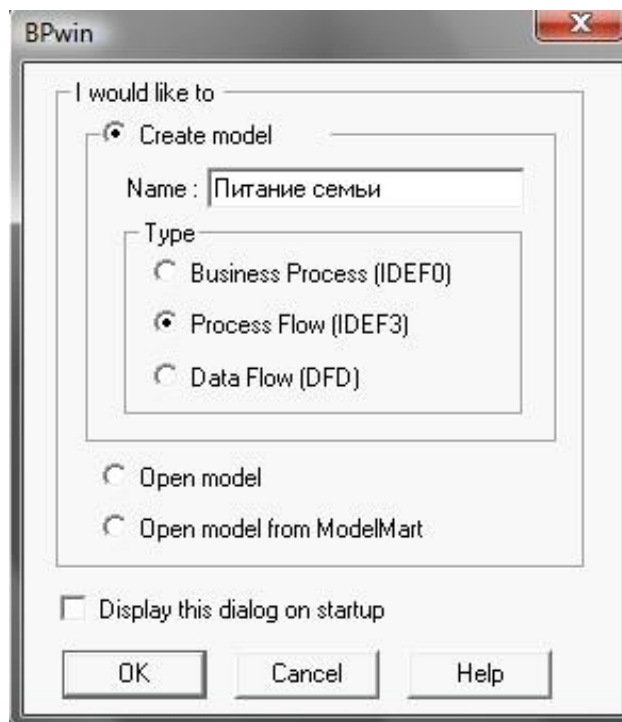 BPwin
I would like to
Create model
Name : Питание семьи
Type
Business Process (IDEF0)
Process Flow (IDEF3)
Data Flow (DFD)
Open model
Open model from ModelMart
Display this dialog on startup
OK Cancel Help